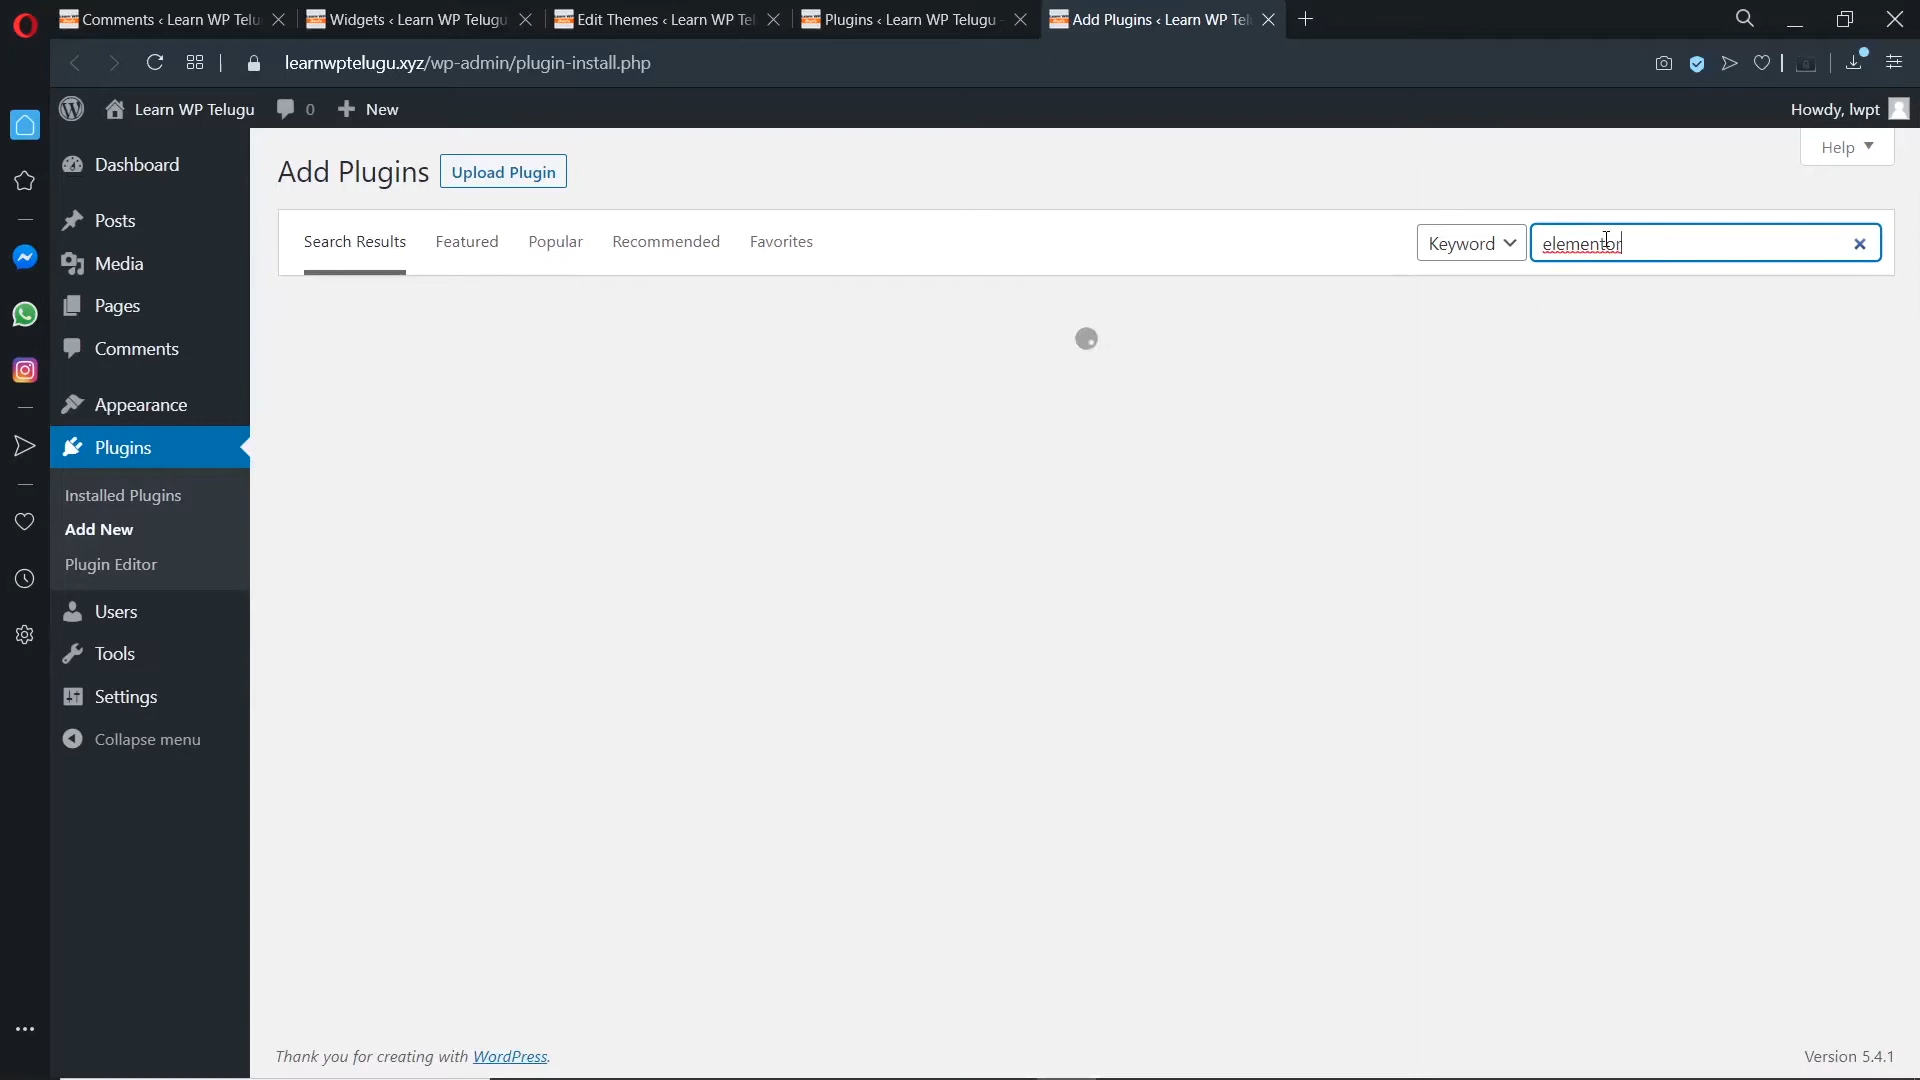 Comments ‹ Learn WP Telu
Widgets ‹ Learn WP Telugu
Edit Themes ‹ Learn WP Tel
Plugins ‹ Learn WP Telugu -
Add Plugins ‹ Learn WP Tel
learnwptelugu.xyz/wp-admin/plugin-install.php
Learn WP Telugu
0
New
Howdy, lwpt
Dashboard
Posts
Media
Pages
Comments
Appearance
Plugins
Installed Plugins
Add New
Plugin Editor
Users
Tools
Settings
Collapse menu
Help
Add Plugins
Upload Plugin
Search Results
Featured
Popular
Recommended
Favorites
Keyword
elementor
Thank you for creating with WordPress.
Version 5.4.1